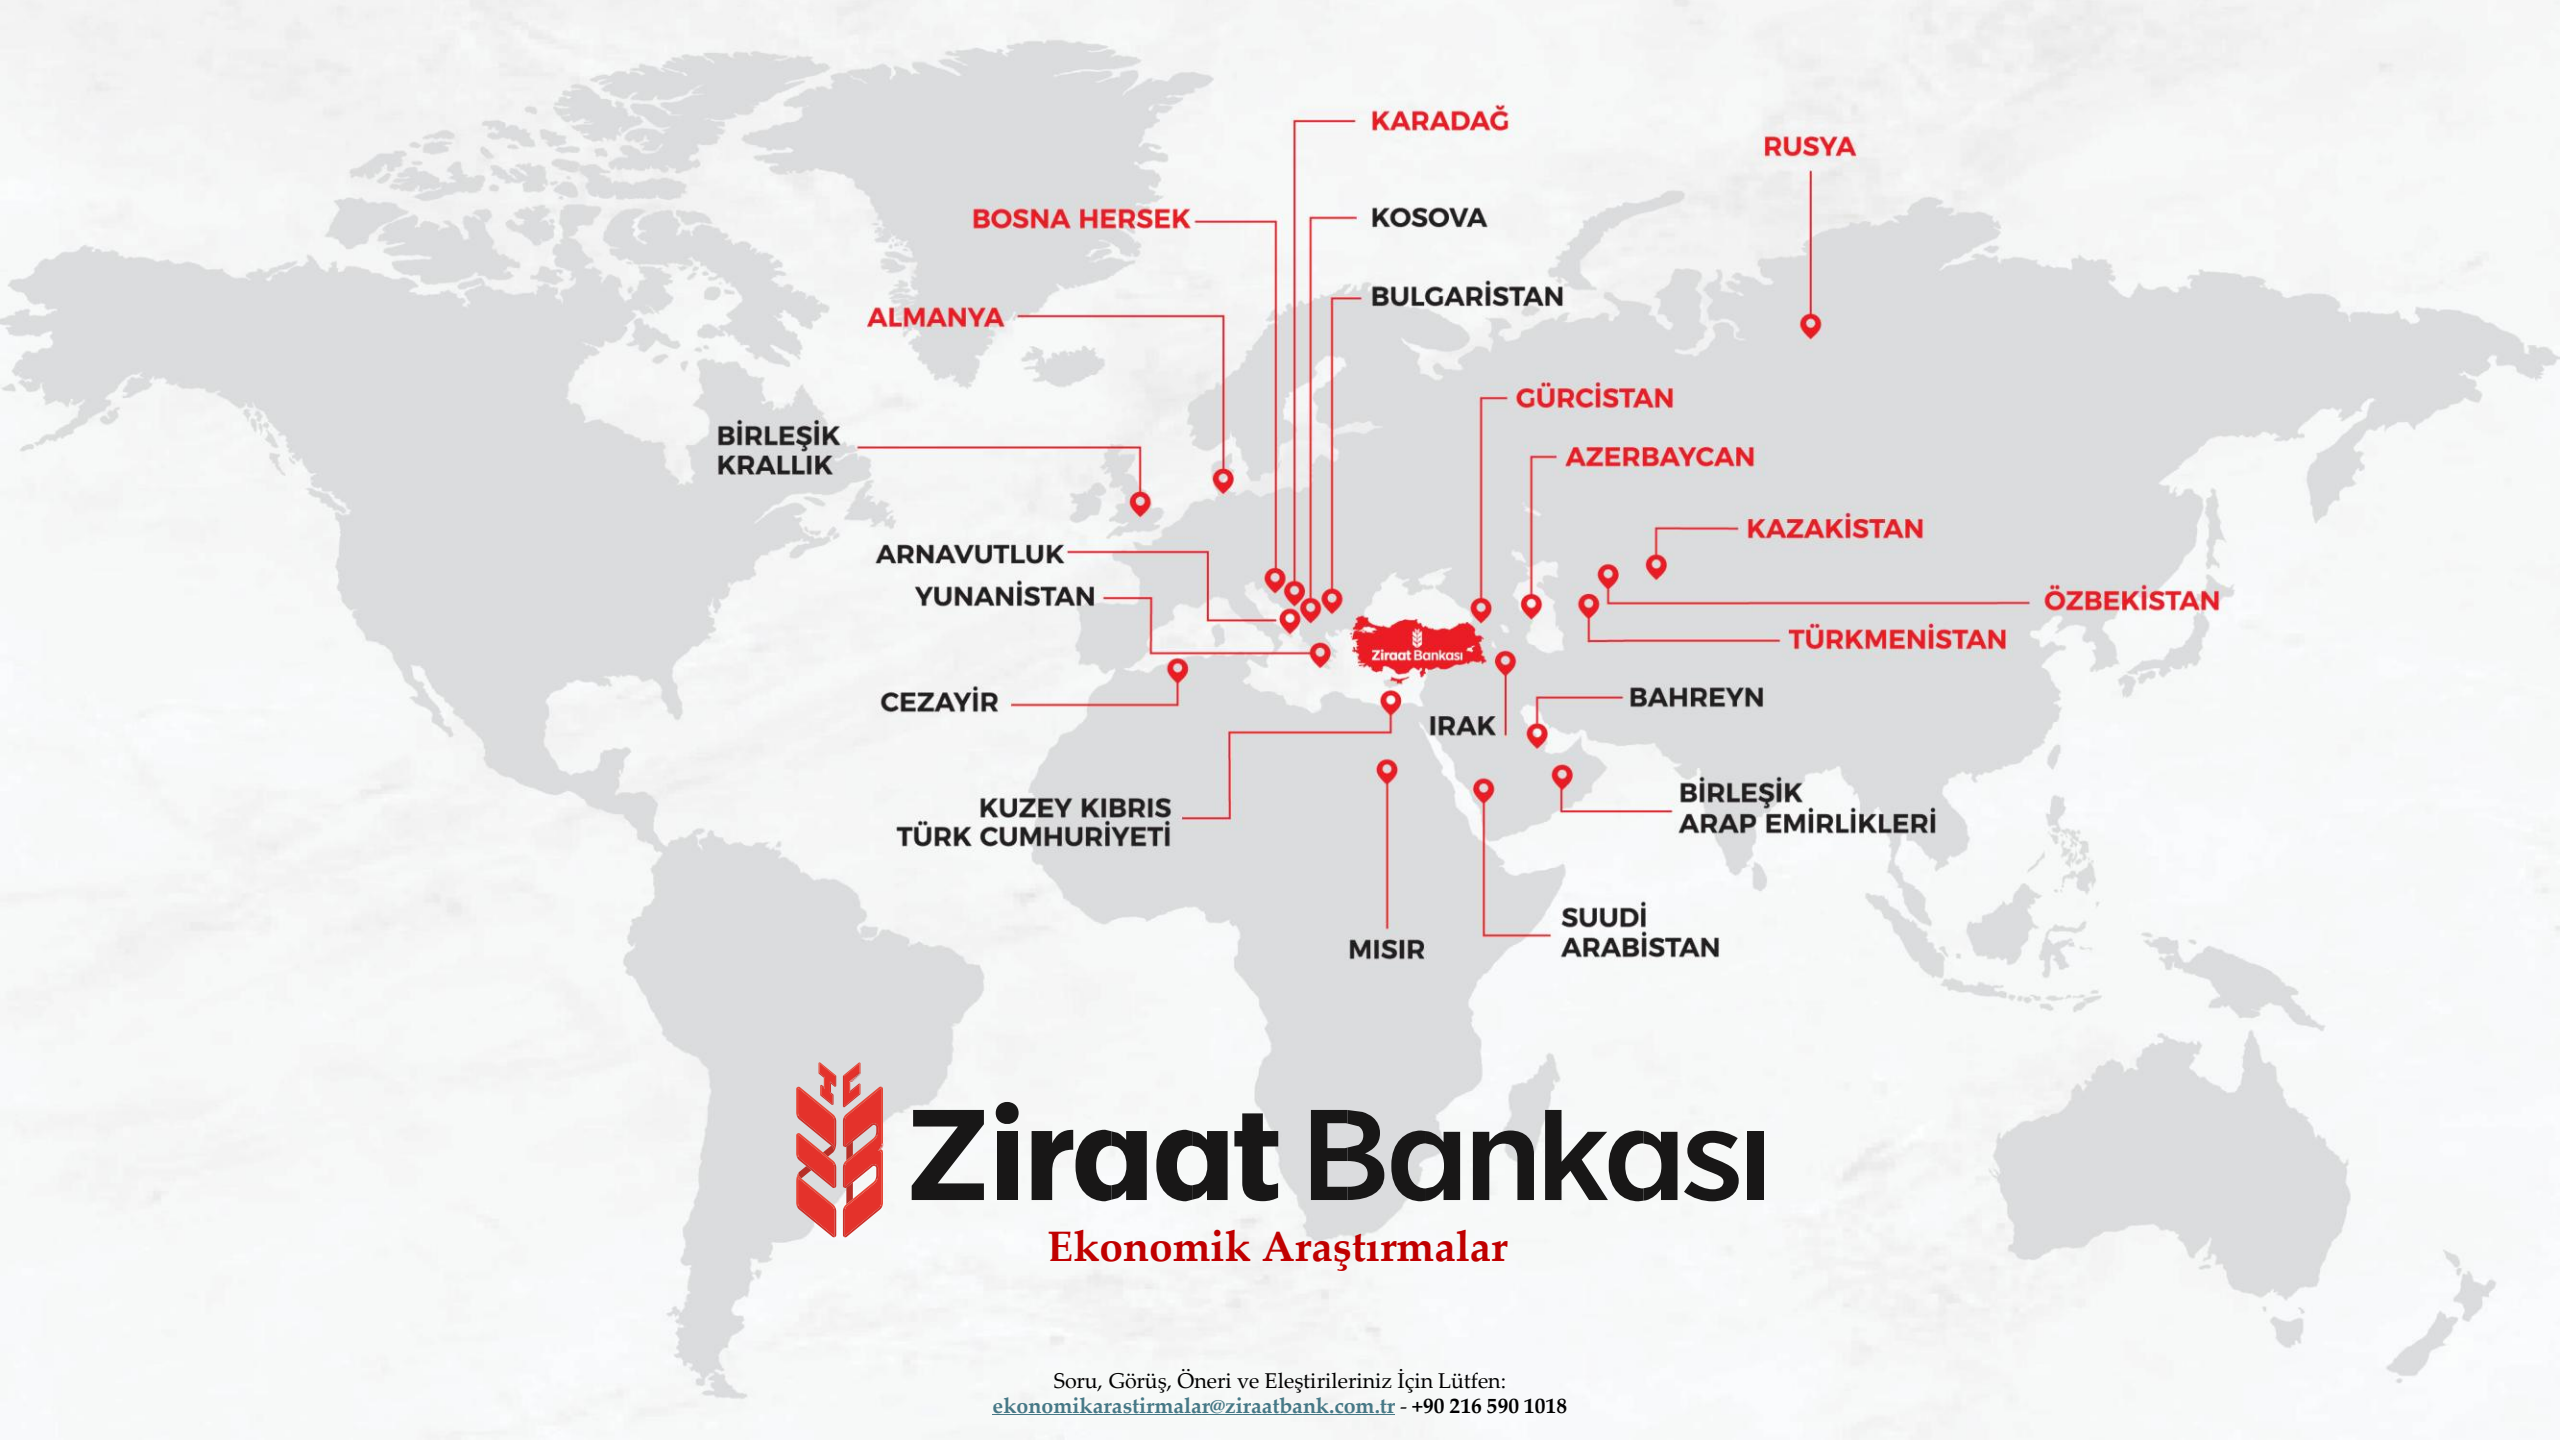 KARADAĞ
RUSYA
BOSNA HERSEK
KOSOVA
BULGARİSTAN
ALMANYA
GÜRCİSTAN
BİRLEŞİK
KRALLIK
AZERBAYCAN
KAZAKİSTAN
ARNAVUTLUK
YUNANİSTAN
ÖZBEKİSTAN
TÜRKMENİSTAN
Ziraat Bankası
CEZAYİR
BAHREYN
IRAK
KUZEY KIBRIS
TÜRK CUMHURİYETİ
BİRLEŞİK
ARAP EMİRLİKLERİ
SUUDİ
ARABİSTAN
MISIR
TC
Ziraat Bankası
Ekonomik Araştırmalar
Soru, Görüş, Öneri ve Eleştirileriniz İçin Lütfen:
ekonomikarastirmalar@ziraatbank.com.tr - +90 216 590 1018